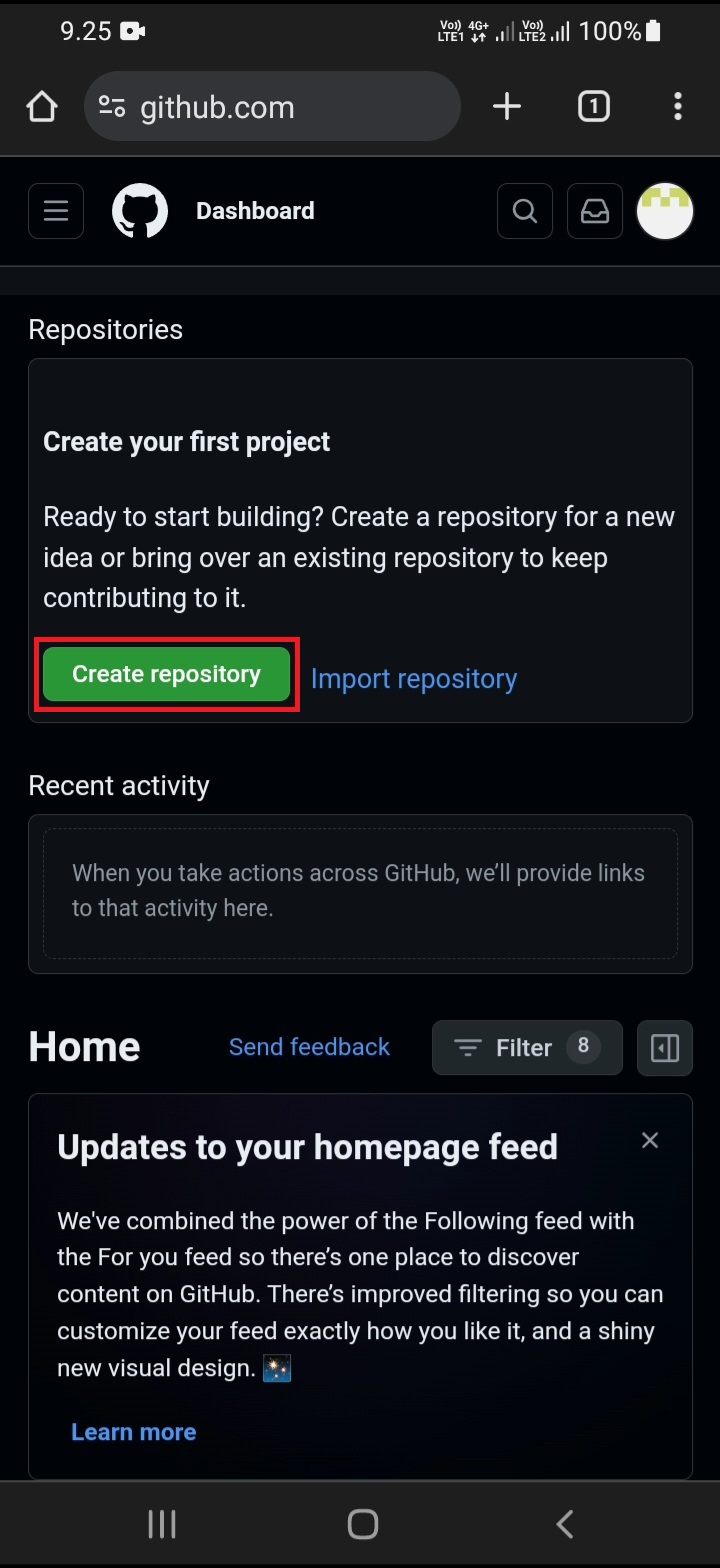 9.25
Vo)) 4G+ Vo)) 100%
LTE1 LTE2
github.com
1
Dashboard
Repositories
Create your first project
Ready to start building? Create a repository for a new
idea or bring over an existing repository to keep
contributing to it.
Create repository Import repository
Recent activity
When you take actions across GitHub, we’ll provide links
to that activity here.
Home Send feedback Filter 8
Updates to your homepage feed
We've combined the power of the Following feed with
the For you feed so there’s one place to discover
content on GitHub. There’s improved filtering so you can
customize your feed exactly how you like it, and a shiny
new visual design. 🎆
Learn more